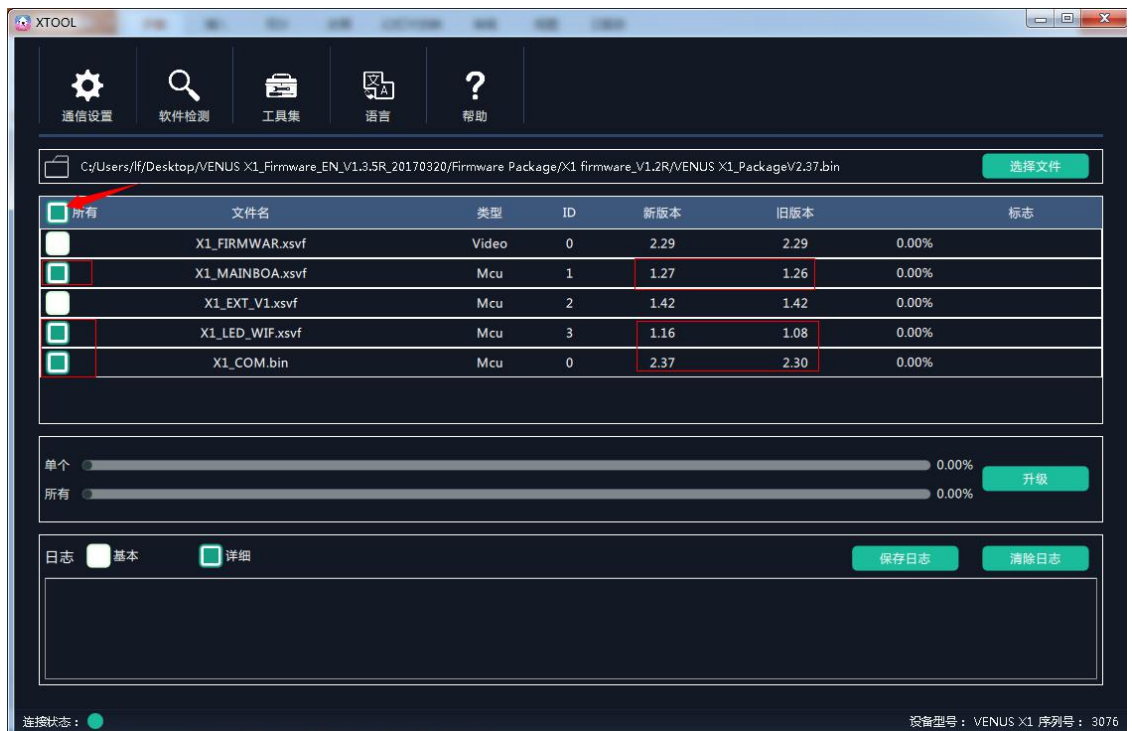 XTOOL
通信设置 软件检测 工具集 语言 帮助
C:/Users/lf/Desktop/VENUS X1_Firmware_EN_V1.3.5R_20170320/Firmware Package/X1 firmware_V1.2R/VENUS X1_PackageV2.37.bin 选择文件
所有 文件名 类型 ID 新版本 旧版本 标志
X1_FIRMWAR.xsvf Video 0 2.29 2.29 0.00%
X1_MAINBOA.xsvf Mcu 1 1.27 1.26 0.00%
X1_EXT_V1.xsvf Mcu 2 1.42 1.42 0.00%
X1_LED_WIF.xsvf Mcu 3 1.16 1.08 0.00%
X1_COM.bin Mcu 0 2.37 2.30 0.00%
单个 0.00%
升级
所有 0.00%
日志 基本 详细 保存日志 清除日志
连接状态： 设备型号： VENUS X1 序列号： 3076